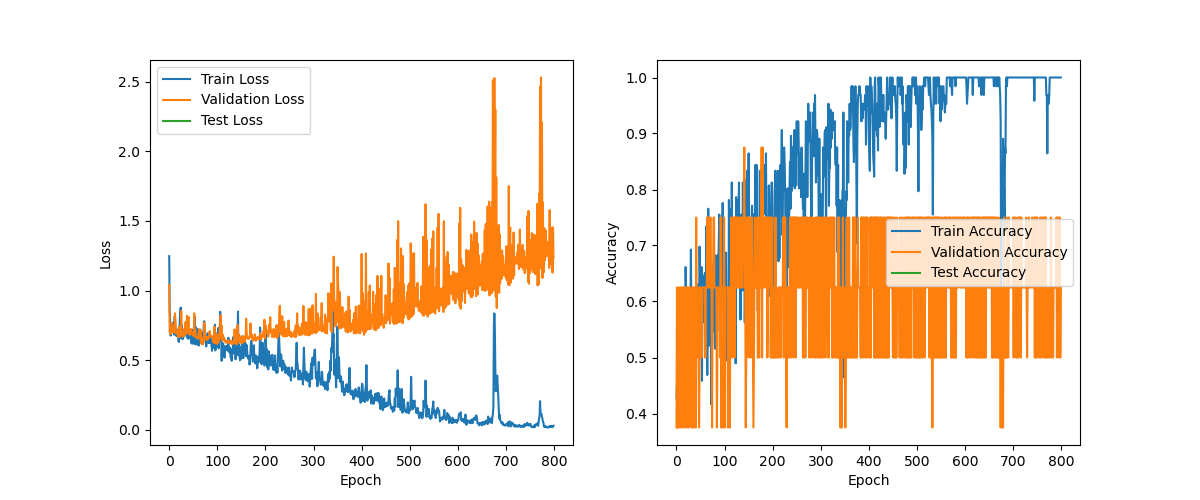 Train Loss
Validation Loss
Test Loss
2.5
2.0
1.5
1.0
0.5
0.0
Loss
0 100 200 300 400 500 600 700 800
Epoch
1.0
0.9
0.8
0.7
0.6
0.5
0.4
Accuracy
Train Accuracy
Validation Accuracy
Test Accuracy
0 100 200 300 400 500 600 700 800
Epoch